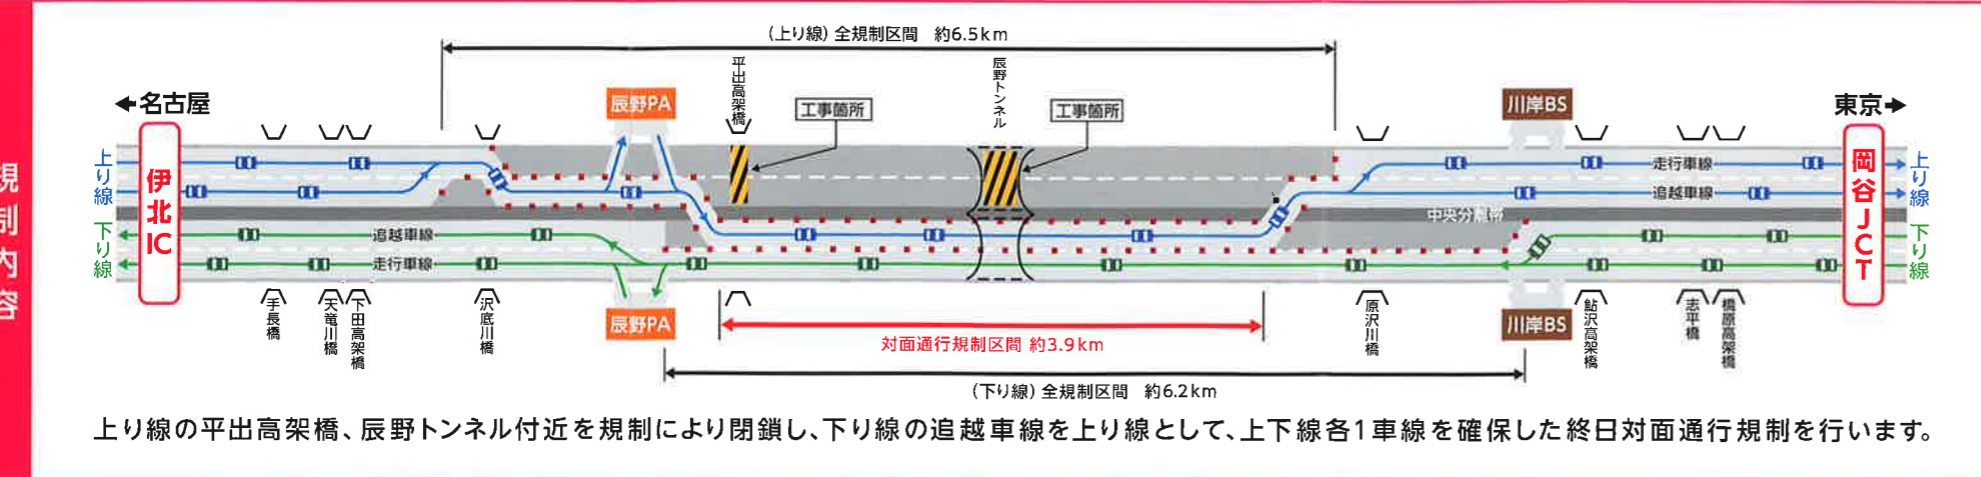 規制内容
(上り線) 全規制区間 約6.5km
←名古屋
東京→
辰野PA
平出高架橋
工事箇所
辰野トンネル
工事箇所
川岸BS
上り線
下り線
伊北IC
岡谷JCT
上り線
下り線
走行車線
追越車線
中央分離帯
追越車線
走行車線
手長橋
天竜川橋
下田高架橋
沢底川橋
辰野PA
原沢川橋
川岸BS
鮎沢高架橋
志平橋
橋原高架橋
対面通行規制区間 約3.9km
(下り線) 全規制区間 約6.2km
上り線の平出高架橋、辰野トンネル付近を規制により閉鎖し、下り線の追越車線を上り線として、上下線各1車線を確保した終日対面通行規制を行います。